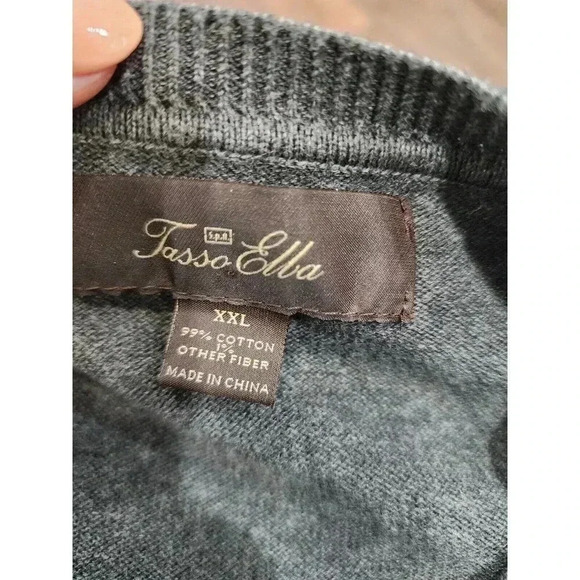 s.p.a.
Tasso Elba
XXL
99% COTTON
1%
OTHER FIBER
MADE IN CHINA